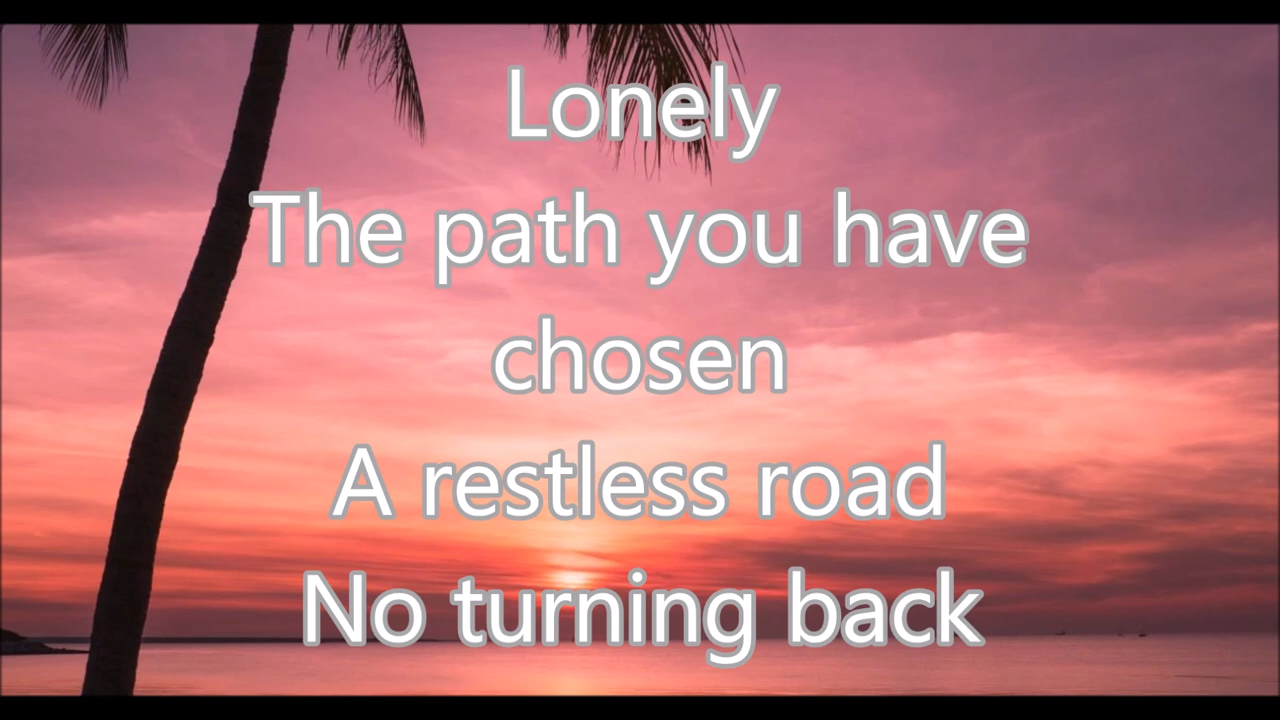 Lonely
The path you have
chosen
A restless road
No turning back